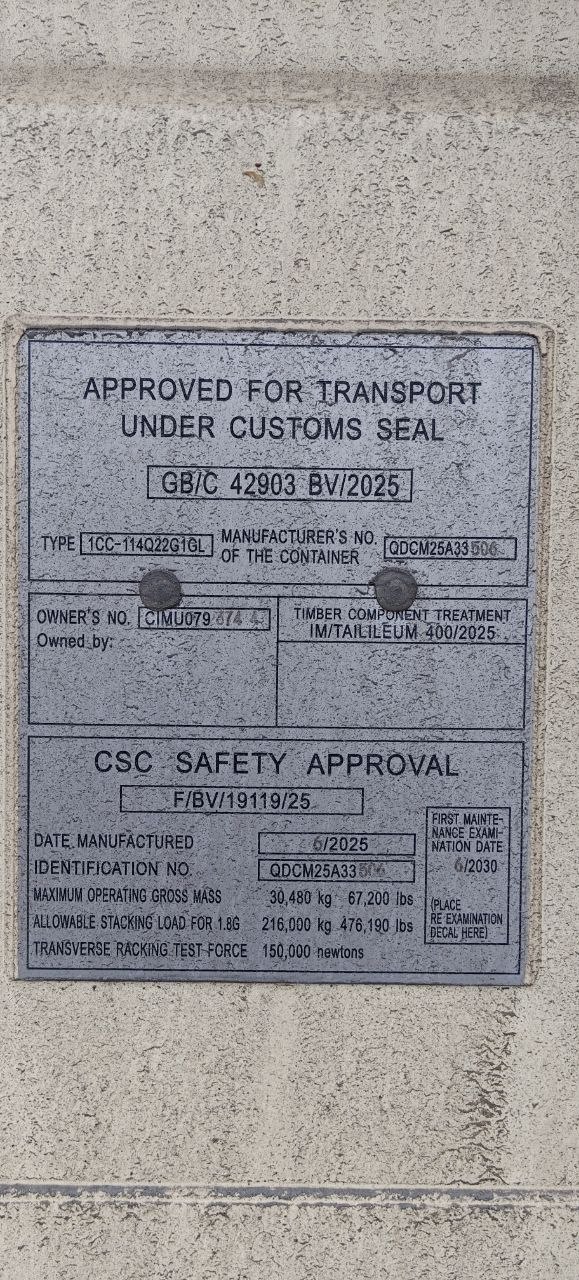 APPROVED FOR TRANSPORT
UNDER CUSTOMS SEAL
GB/C 42903 BV/2025
TYPE 1CC-114Q22G1GL MANUFACTURER'S NO. OF THE CONTAINER QDCM25A33506
OWNER'S NO. CIMU079 374 4
Owned by:
TIMBER COMPONENT TREATMENT
IM/TAILILEUM 400/2025
CSC SAFETY APPROVAL
F/BV/19119/25
DATE MANUFACTURED 6/2025
IDENTIFICATION NO. QDCM25A33506
MAXIMUM OPERATING GROSS MASS 30,480 kg 67,200 lbs
ALLOWABLE STACKING LOAD FOR 1.8G 216,000 kg 476,190 lbs
TRANSVERSE RACKING TEST FORCE 150,000 newtons
FIRST MAINTE-
NANCE EXAMI-
NATION DATE
6/2030
(PLACE
RE EXAMINATION
DECAL HERE)